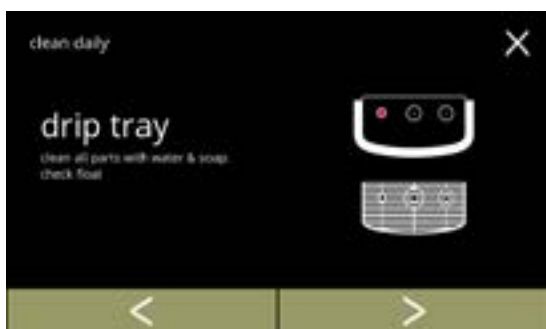 clean daily
drip tray
clean all parts with water & soap
check float